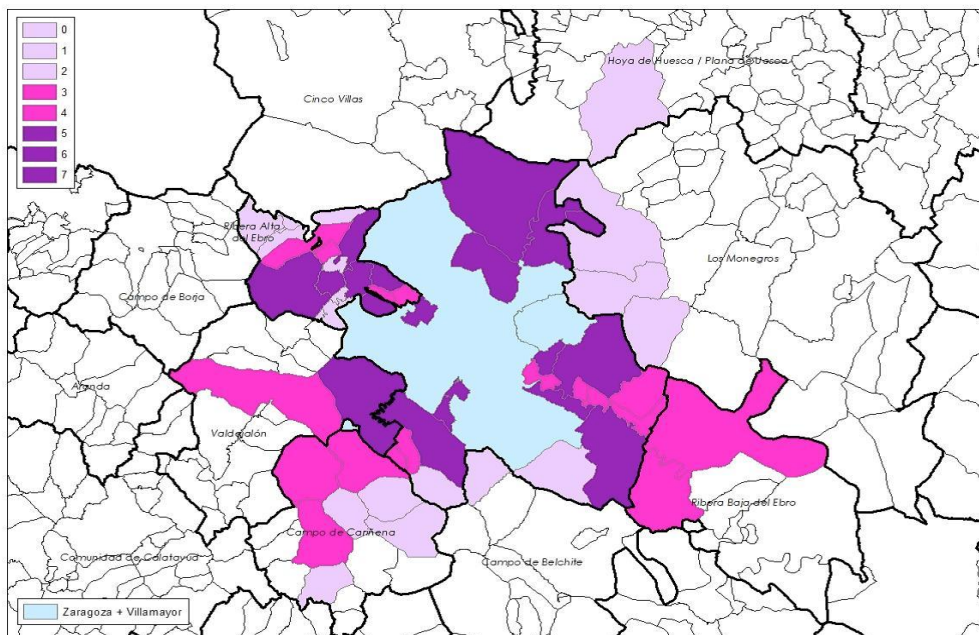 0
1
2
3
4
5
6
7
Hoya de Huesca / Plana de Uesca
Cinco Villas
Ribera Alta
del Ebro
Los Monegros
Campo de Borja
Aranda
Valdejalón
Ribera Baja del Ebro
Campo de Cariñena
Comunidad de Calatayud
Campo de Belchite
Zaragoza + Villamayor